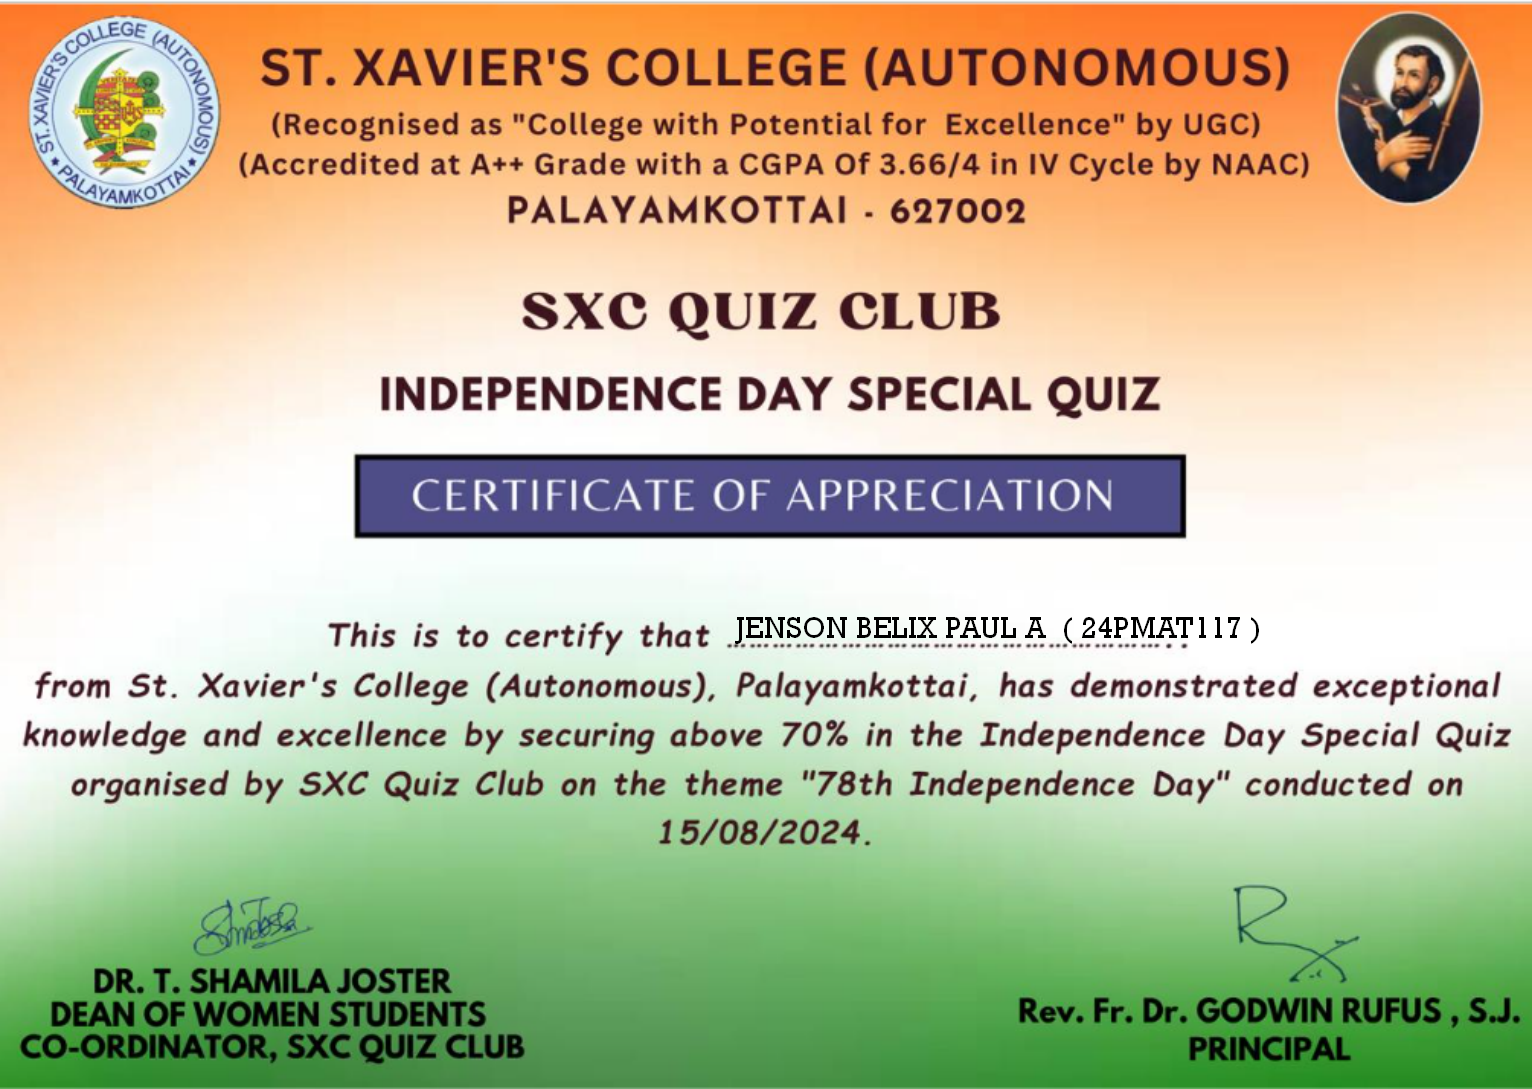 ST. XAVIER'S COLLEGE (AUTONOMOUS)
PALAYAMKOTTAI
ST. XAVIER'S COLLEGE (AUTONOMOUS)
(Recognised as "College with Potential for Excellence" by UGC)
(Accredited at A++ Grade with a CGPA Of 3.66/4 in IV Cycle by NAAC)
PALAYAMKOTTAI - 627002
SXC QUIZ CLUB
INDEPENDENCE DAY SPECIAL QUIZ
CERTIFICATE OF APPRECIATION
This is to certify that JENSON BELIX PAUL A ( 24PMAT117 )
from St. Xavier's College (Autonomous), Palayamkottai, has demonstrated exceptional
knowledge and excellence by securing above 70% in the Independence Day Special Quiz
organised by SXC Quiz Club on the theme "78th Independence Day" conducted on
15/08/2024.
DR. T. SHAMILA JOSTER
DEAN OF WOMEN STUDENTS
CO-ORDINATOR, SXC QUIZ CLUB
Rev. Fr. Dr. GODWIN RUFUS , S.J.
PRINCIPAL